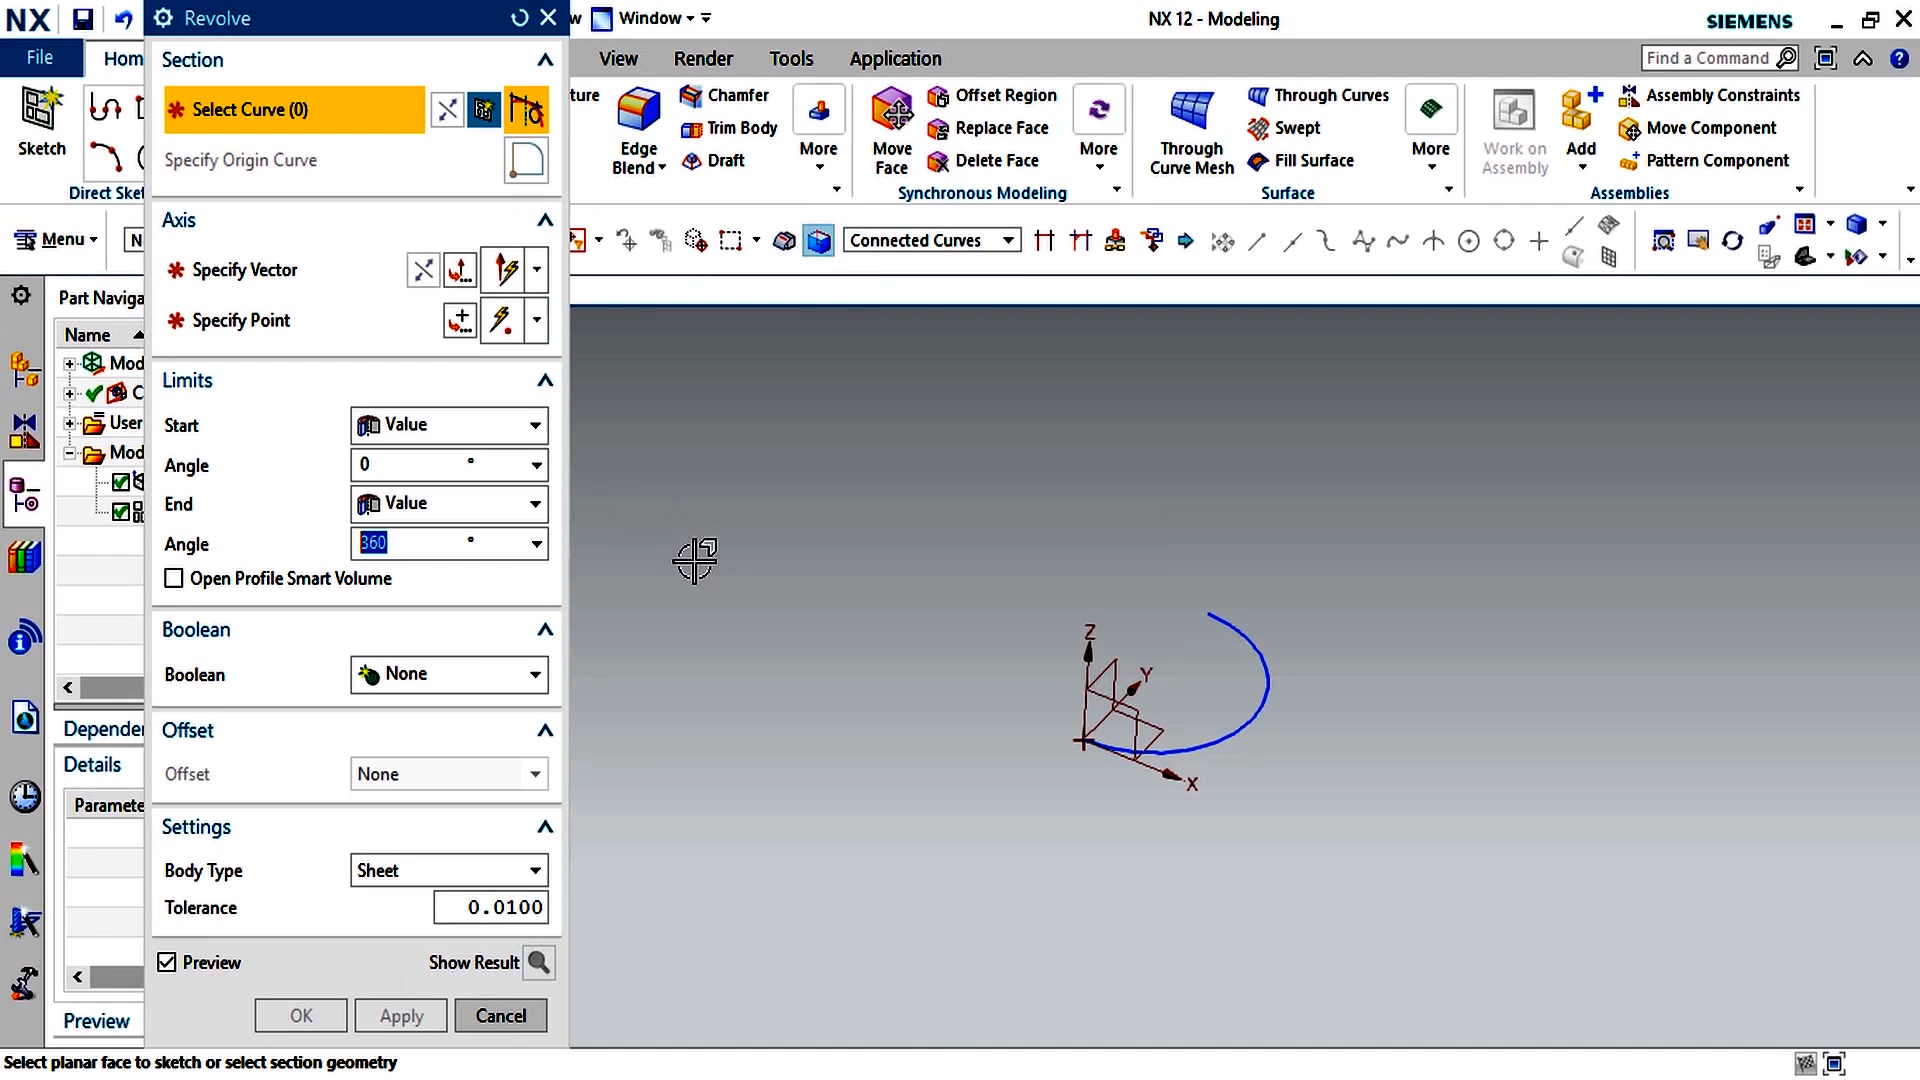 NX
Revolve
Window
NX 12 - Modeling
SIEMENS
File
Hom
View
Render
Tools
Application
Find a Command
Section
Select Curve (0)
Specify Origin Curve
Sketch
Direct Sket
ture
Edge
Blend
Chamfer
Trim Body
Draft
More
Move
Face
Offset Region
Replace Face
Delete Face
More
Synchronous Modeling
Through
Curve Mesh
Through Curves
Swept
Fill Surface
More
Surface
Work on
Assembly
Add
Assembly Constraints
Move Component
Pattern Component
Assemblies
Menu
N
Connected Curves
Axis
Specify Vector
Specify Point
Part Naviga
Name
Mod
C
User
Mod
Limits
Start
Value
Angle
0 °
End
Value
Angle
360 °
Open Profile Smart Volume
Boolean
Boolean
None
Offset
Offset
None
Settings
Body Type
Sheet
Tolerance
0.0100
Preview
Show Result
OK
Apply
Cancel
Depender
Details
Paramete
Preview
Z
Y
X
Select planar face to sketch or select section geometry